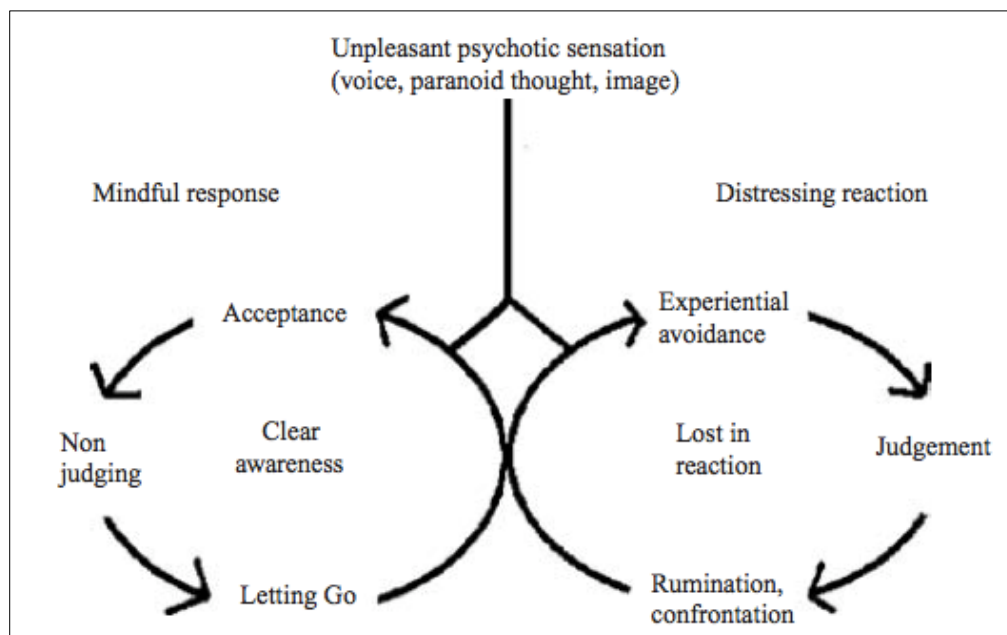 Unpleasant psychotic sensation
(voice, paranoid thought, image)
Mindful response
Distressing reaction
Acceptance
Experiential
avoidance
Non
judging
Clear
awareness
Lost in
reaction
Judgement
Letting Go
Rumination,
confrontation